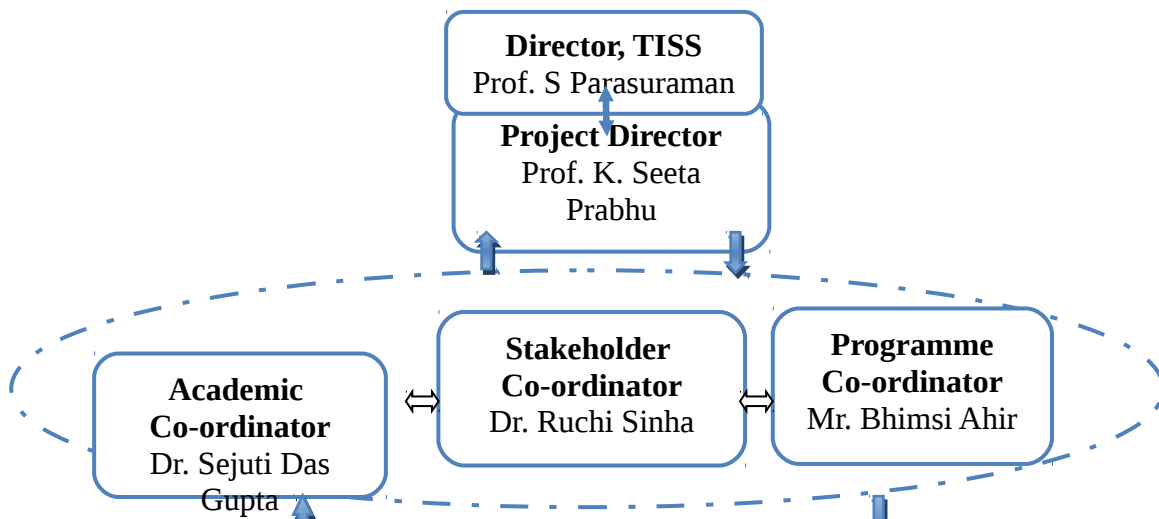 Director, TISS
Prof. S Parasuraman
Project Director
Prof. K. Seeta
Prabhu
Academic
Co-ordinator
Dr. Sejuti Das
Gupta
Stakeholder
Co-ordinator
Dr. Ruchi Sinha
Programme
Co-ordinator
Mr. Bhimsi Ahir